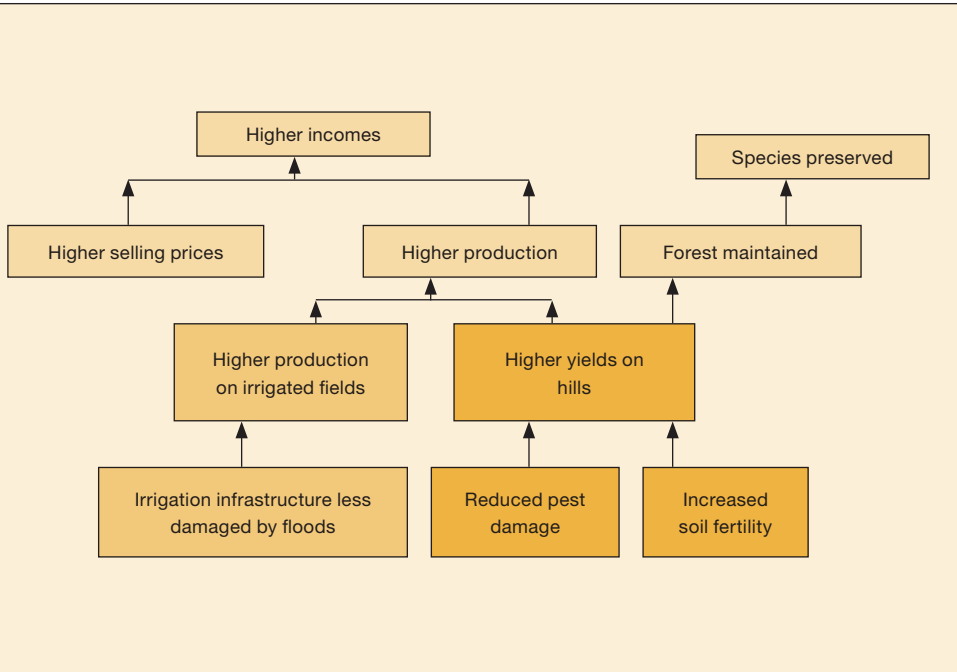 Higher incomes
Species preserved
Higher selling prices
Higher production
Forest maintained
Higher production
on irrigated fields
Higher yields on
hills
Irrigation infrastructure less
damaged by floods
Reduced pest
damage
Increased
soil fertility